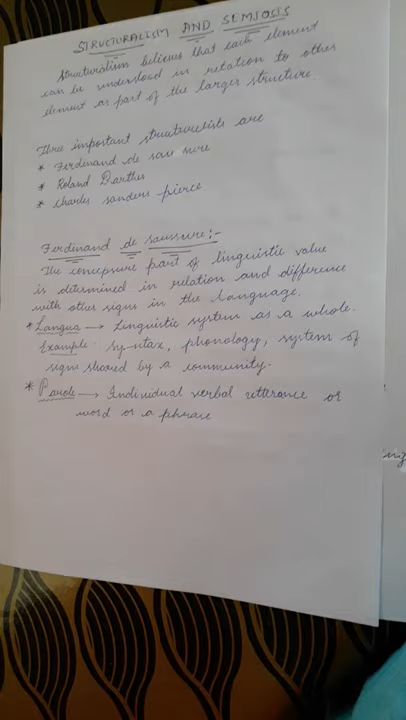 STRUCTURALISM AND SEMIOSIS
Structuralism believes that each element
can be understood in relation to other
element as part of the larger structure.
Three important structuralists are
* Ferdinand de saussure
* Roland Barthes
* Charles sanders pierce
Ferdinand de saussure:-
The part of linguistic value
is determined in relation and difference
with other signs in the language.
* Langua → Linguistic system as a whole.
Example: syntax, phonology, system of
signs shared by a community.
* Parole → Individual verbal utterance or
word or a phrase